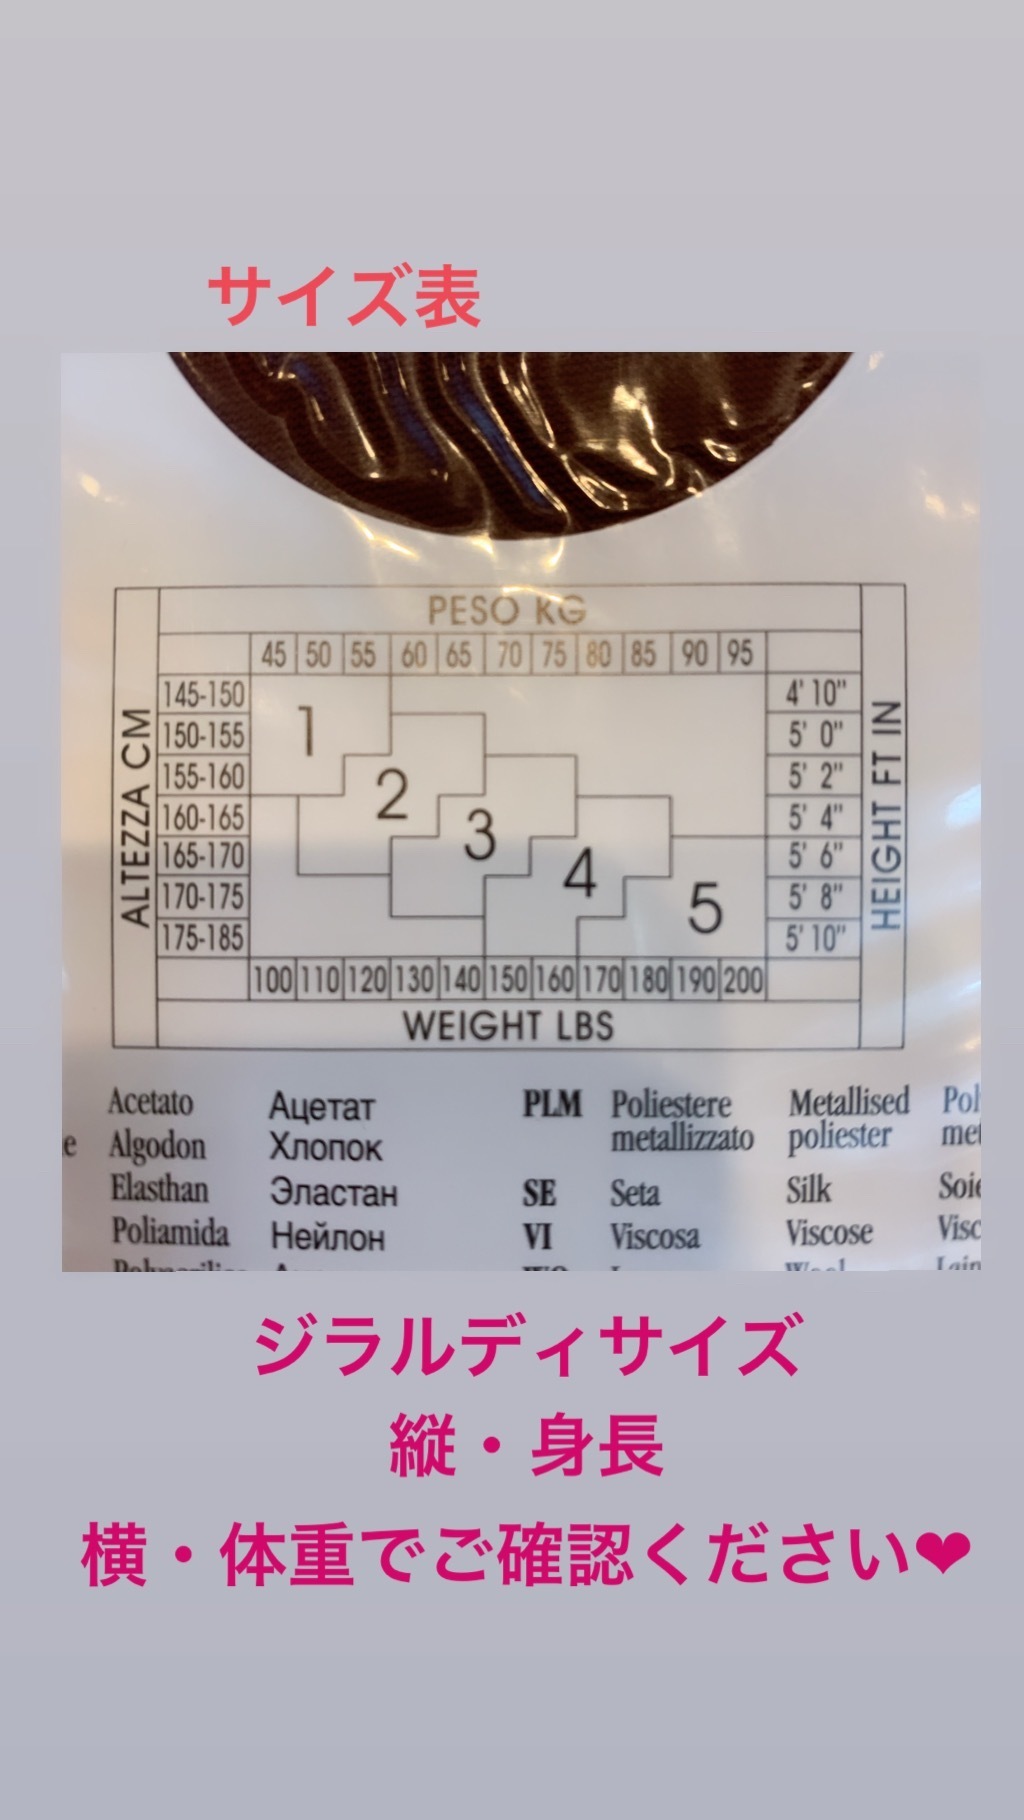 サイズ表
PESO KG
45 50 55 60 65 70 75 80 85 90 95
ALTEZZA CM
HEIGHT FT IN
145-150 4' 10"
150-155 5' 0"
155-160 5' 2"
160-165 5' 4"
165-170 5' 6"
170-175 5' 8"
175-185 5' 10"
1
2
3
4
5
100 110 120 130 140 150 160 170 180 190 200
WEIGHT LBS
Acetato Ацетат PLM Poliestere Metallised
Algodon Хлопок metallizzato poliester
Elasthan Эластан SE Seta Silk
Poliamida Нейлон VI Viscosa Viscose
ジラルディサイズ
縦・身長
横・体重でご確認ください❤